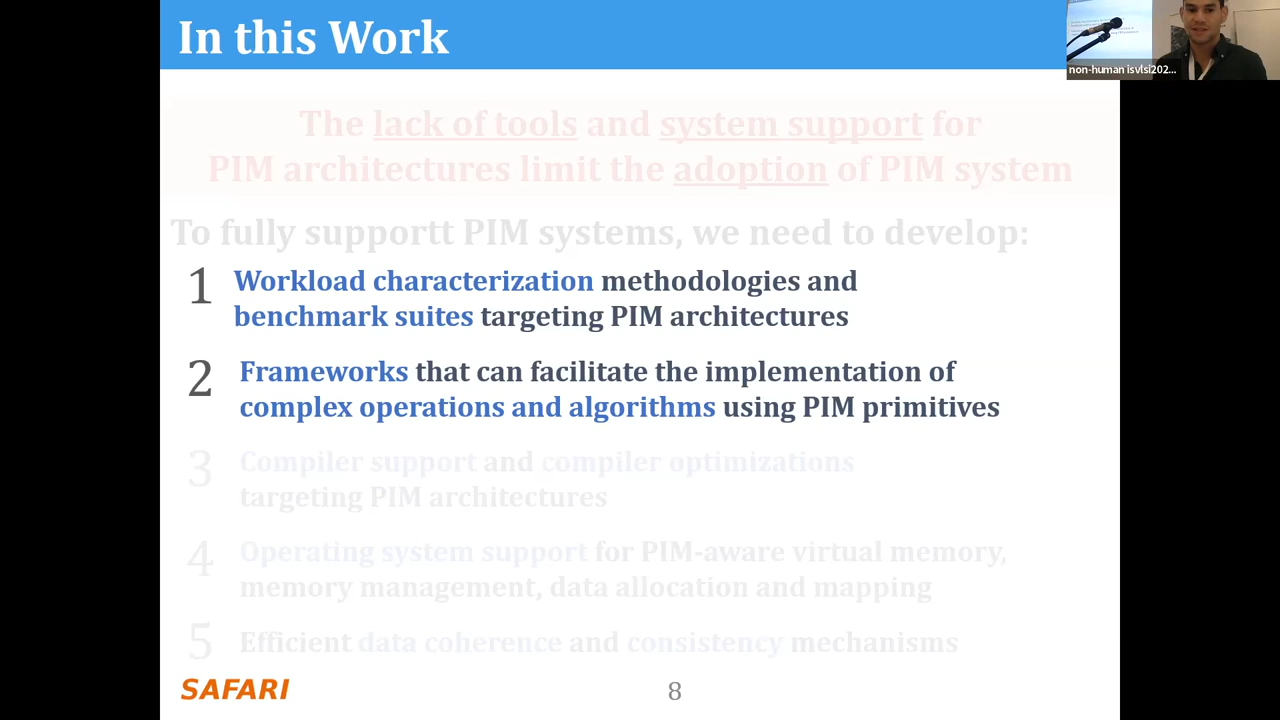 In this Work
non-human isvlsi202...
The lack of tools and system support for
PIM architectures limit the adoption of PIM system
To fully supportt PIM systems, we need to develop:
1 Workload characterization methodologies and
benchmark suites targeting PIM architectures
2 Frameworks that can facilitate the implementation of
complex operations and algorithms using PIM primitives
3 Compiler support and compiler optimizations
targeting PIM architectures
4 Operating system support for PIM-aware virtual memory,
memory management, data allocation and mapping
5 Efficient data coherence and consistency mechanisms
SAFARI
8